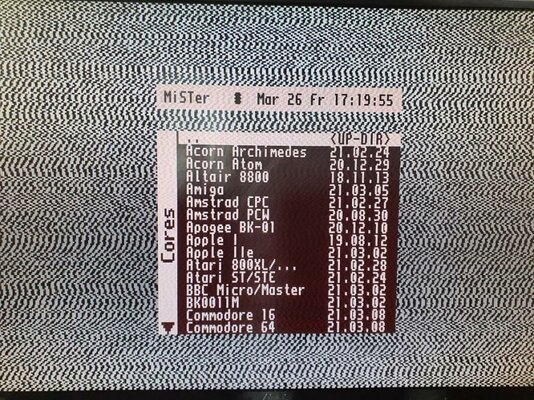 MiSTer Mar 26 Fr 17:19:55
.. <UP-DIR>
Acorn Archimedes 21.02.24
Acorn Atom 20.12.29
Altair 8800 18.11.13
Amiga 21.03.05
Amstrad CPC 21.02.27
Amstrad PCW 20.08.30
Apogee BK-01 20.12.10
Apple I 19.08.12
Apple IIe 21.03.02
Atari 800XL/... 21.02.28
Atari ST/STE 21.02.24
BBC Micro/Master 21.03.02
BK0011M 21.03.02
Commodore 16 21.03.08
Commodore 64 21.03.08
Cores